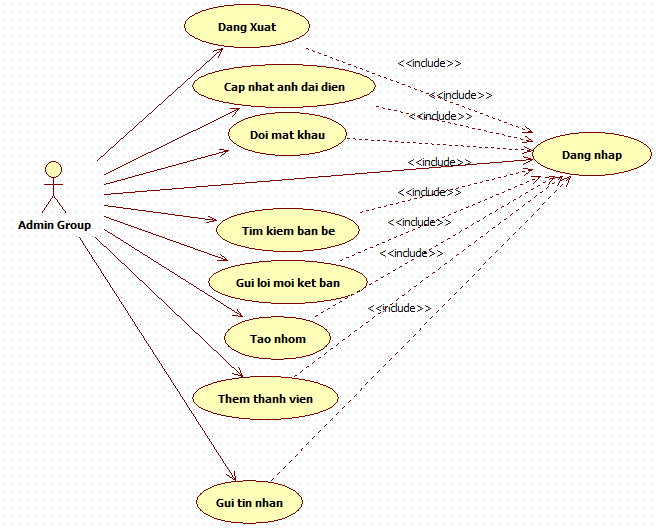 Dang Xuat
<<include>>
Cap nhat anh dai dien
<<include>>
<<include>>
Doi mat khau
Dang nhap
<<include>>
<<include>>
Admin Group
Tim kiem ban be
<<include>>
<<include>>
Gui loi moi ket ban
<<include>>
Tao nhom
Them thanh vien
Gui tin nhan